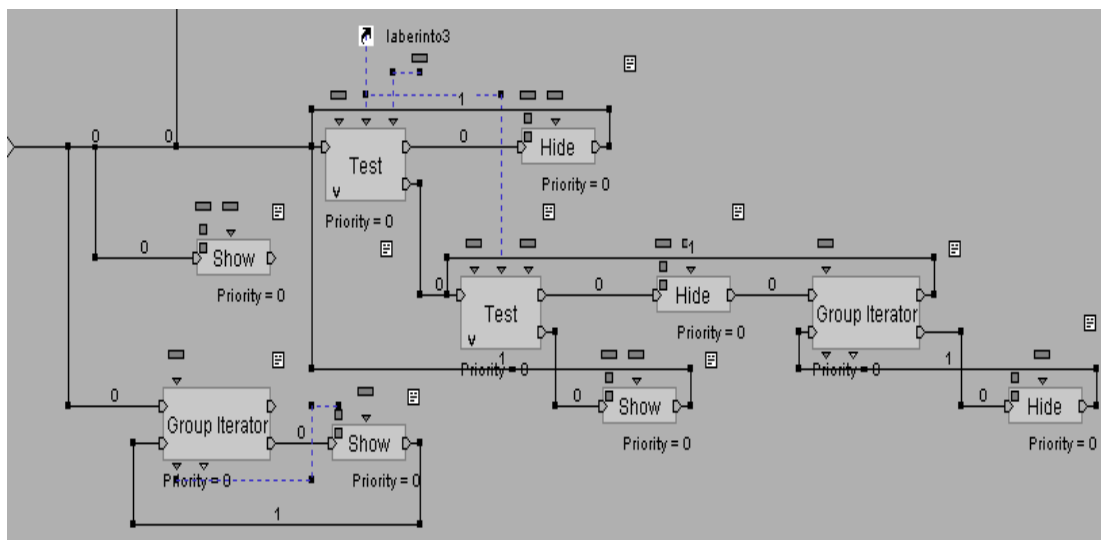 laberinto3
1
0 0 0
Test Hide
Priority = 0
Priority = 0
0
Show
Priority = 0
0 0 0 1
Test Hide Group Iterator
Priority = 0
Priority = 0
Priority = 0
1 1
0 0
Show Hide
Priority = 0
Priority = 0
0
Group Iterator
0
Show
Priority = 0
Priority = 0
1